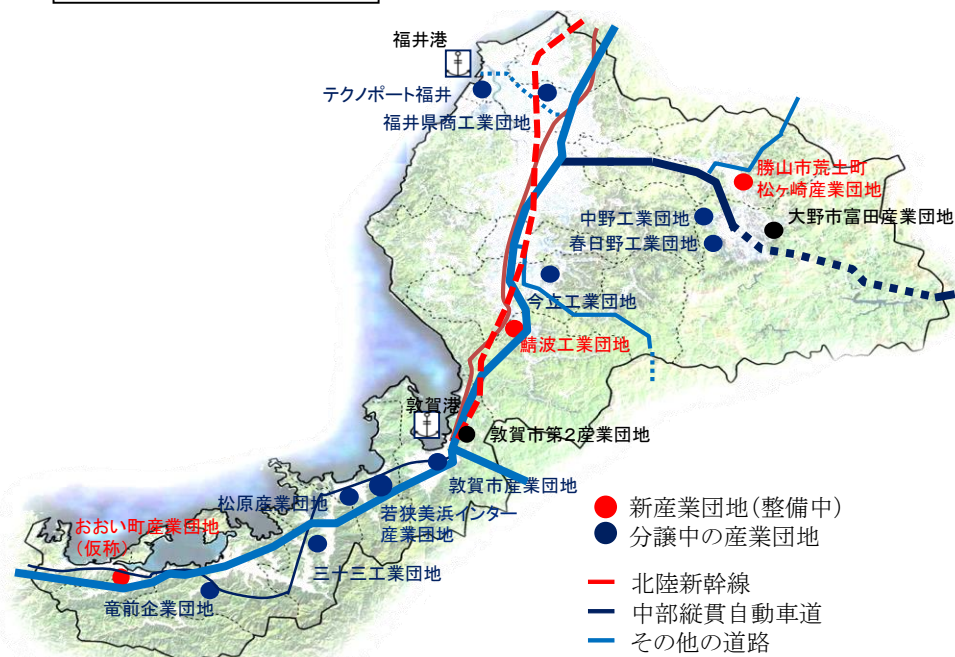 福井港
テクノポート福井
福井県商工業団地
勝山市荒土町
松ヶ崎産業団地
中野工業団地
大野市富田産業団地
春日野工業団地
今立工業団地
鯖波工業団地
敦賀港
敦賀市第2産業団地
敦賀市産業団地
松原産業団地
若狭美浜インター
産業団地
おおい町産業団地
(仮称)
三十三工業団地
竜前企業団地
新産業団地(整備中)
分譲中の産業団地
北陸新幹線
中部縦貫自動車道
その他の道路